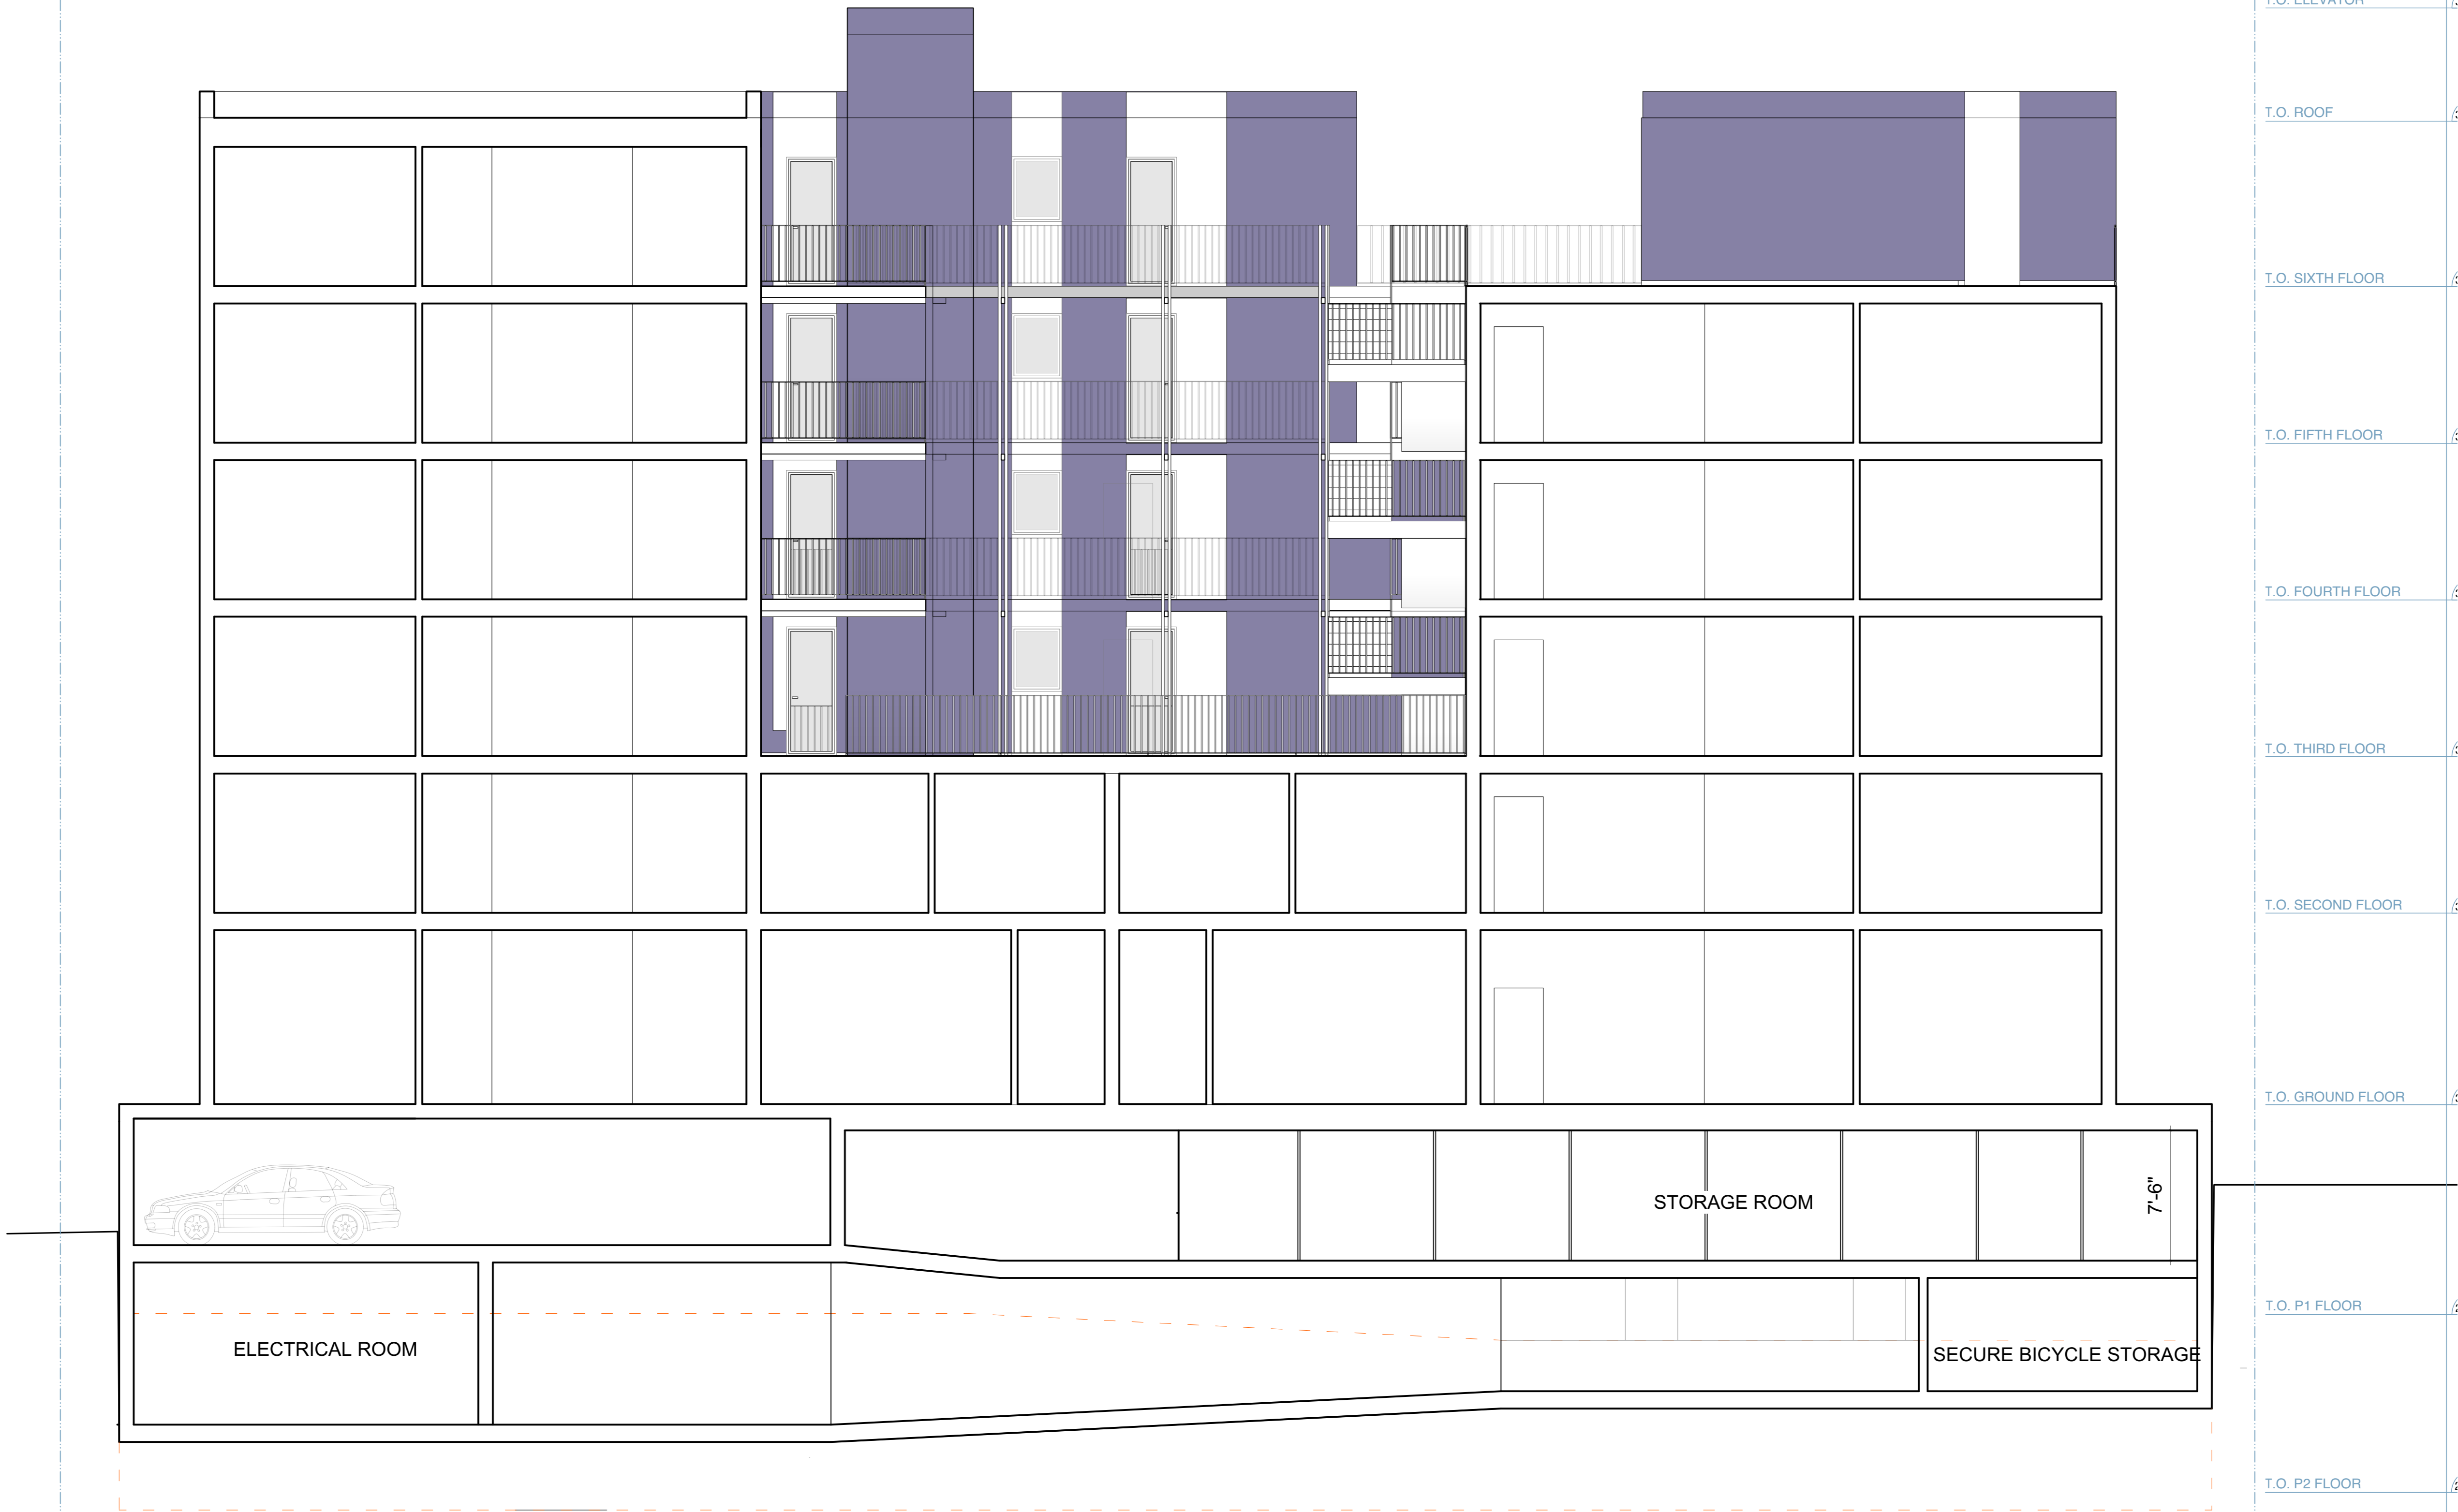 T.O. ELEVATOR
T.O. ROOF
T.O. SIXTH FLOOR
T.O. FIFTH FLOOR
T.O. FOURTH FLOOR
T.O. THIRD FLOOR
T.O. SECOND FLOOR
T.O. GROUND FLOOR
STORAGE ROOM
7'-6"
T.O. P1 FLOOR
ELECTRICAL ROOM
SECURE BICYCLE STORAGE
T.O. P2 FLOOR